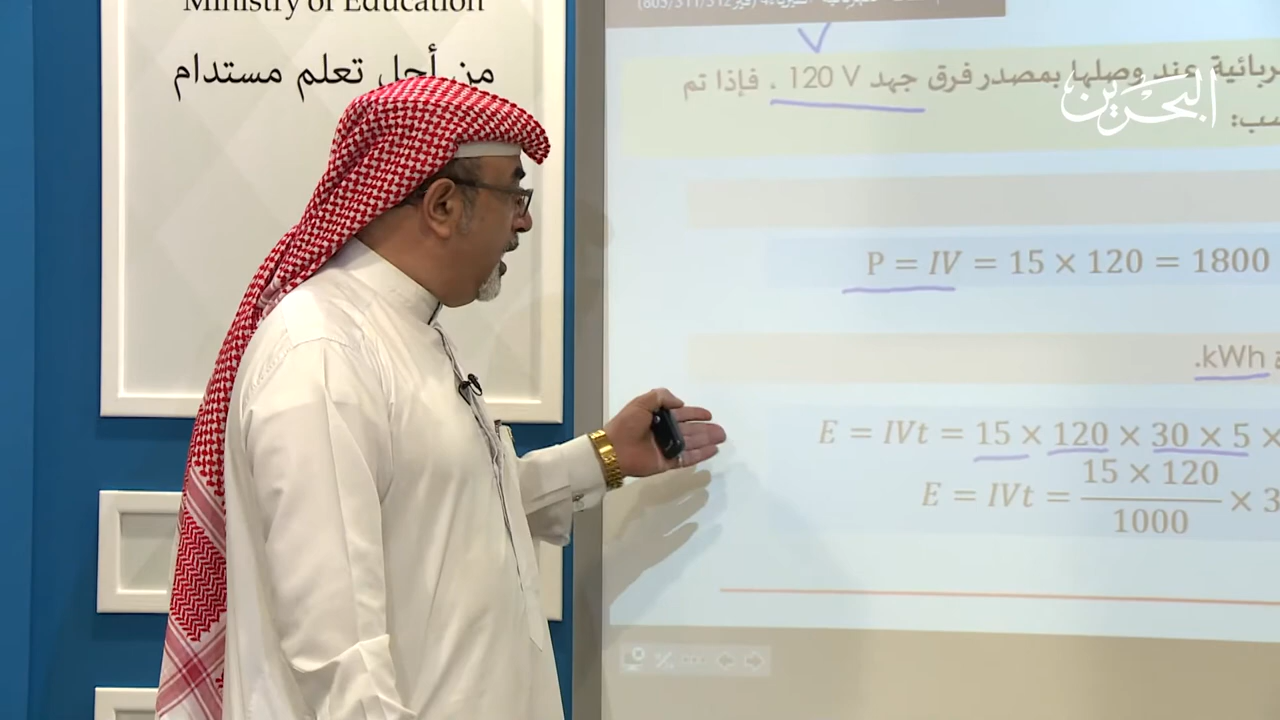 Ministry of Education
من أجل تعلم مستدام
البحرين
عند وصلها بمصدر فرق جهد 120 V . فإذا تم
P = IV = 15 × 120 = 1800
kWh.
E = IVt = 15 × 120 × 30 × 5 ×
E = IVt = 15 × 120 / 1000 × 3